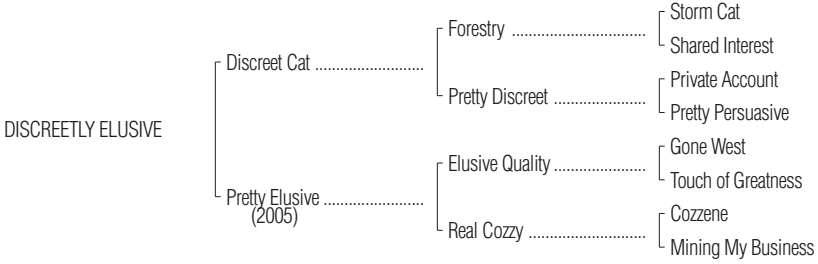 Storm Cat
Forestry ................................
Shared Interest
Discreet Cat ..........................
Private Account
Pretty Discreet ......................
Pretty Persuasive
DISCREETLY ELUSIVE
Gone West
Elusive Quality ......................
Touch of Greatness
Pretty Elusive ........................
(2005)
Cozzene
Real Cozzy ............................
Mining My Business